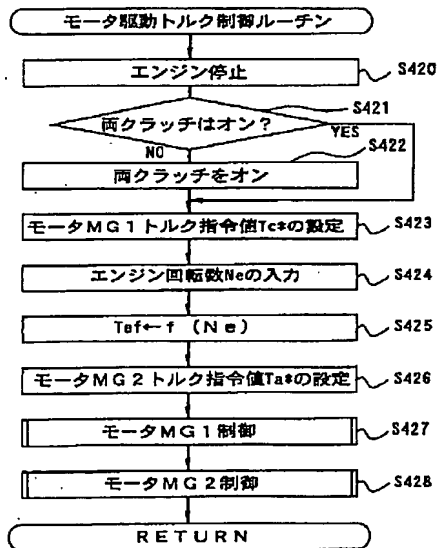 モータ駆動トルク制御ルーチン
エンジン停止
S420
両クラッチはオン?
S421
YES
NO
S422
両クラッチをオン
モータMG1トルク指令値Tc*の設定
S423
エンジン回転数Neの入力
S424
Tef←f (Ne)
S425
モータMG2トルク指令値Ta*の設定
S426
モータMG1制御
S427
モータMG2制御
S428
RETURN